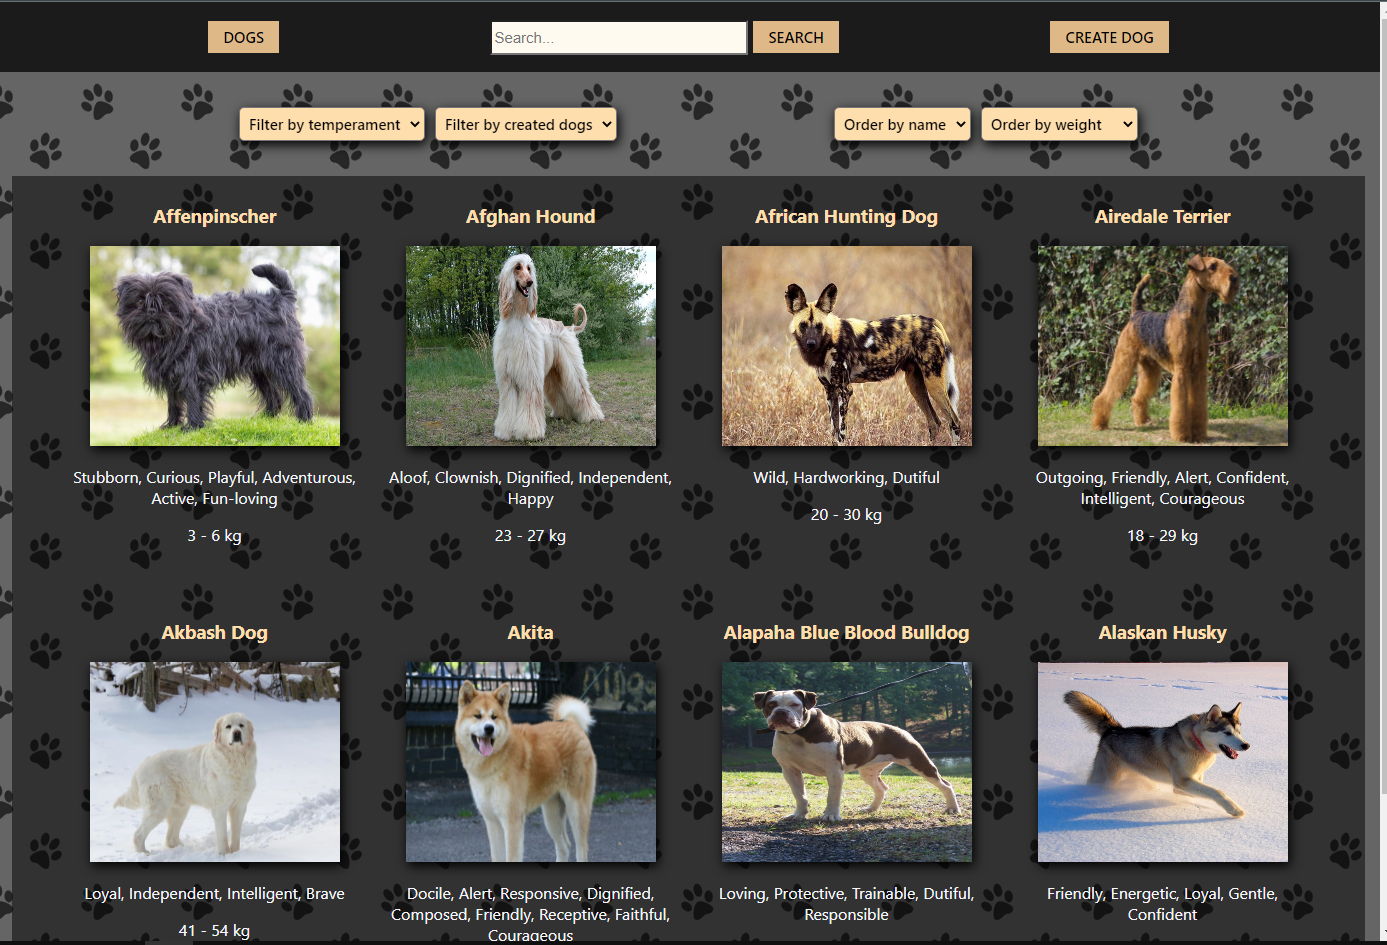 DOGS
Search...
SEARCH
CREATE DOG
Filter by temperament
Filter by created dogs
Order by name
Order by weight
Affenpinscher
Stubborn, Curious, Playful, Adventurous,
Active, Fun-loving
3 - 6 kg
Afghan Hound
Aloof, Clownish, Dignified, Independent,
Happy
23 - 27 kg
African Hunting Dog
Wild, Hardworking, Dutiful
20 - 30 kg
Airedale Terrier
Outgoing, Friendly, Alert, Confident,
Intelligent, Courageous
18 - 29 kg
Akbash Dog
Loyal, Independent, Intelligent, Brave
41 - 54 kg
Akita
Docile, Alert, Responsive, Dignified,
Composed, Friendly, Receptive, Faithful,
Courageous
Alapaha Blue Blood Bulldog
Loving, Protective, Trainable, Dutiful,
Responsible
Alaskan Husky
Friendly, Energetic, Loyal, Gentle,
Confident